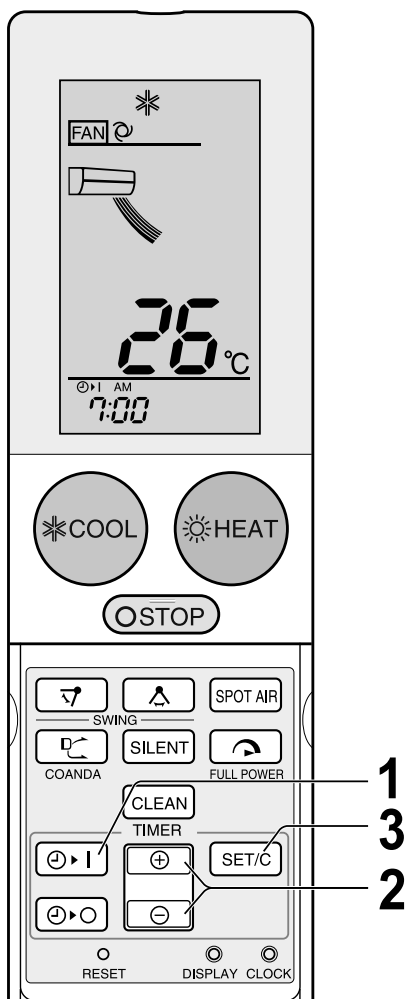 FAN
26 °C
AM
7:00
COOL
HEAT
STOP
SPOT AIR
SWING
SILENT
COANDA
FULL POWER
1
CLEAN
TIMER
3
SET/C
2
RESET
DISPLAY
CLOCK